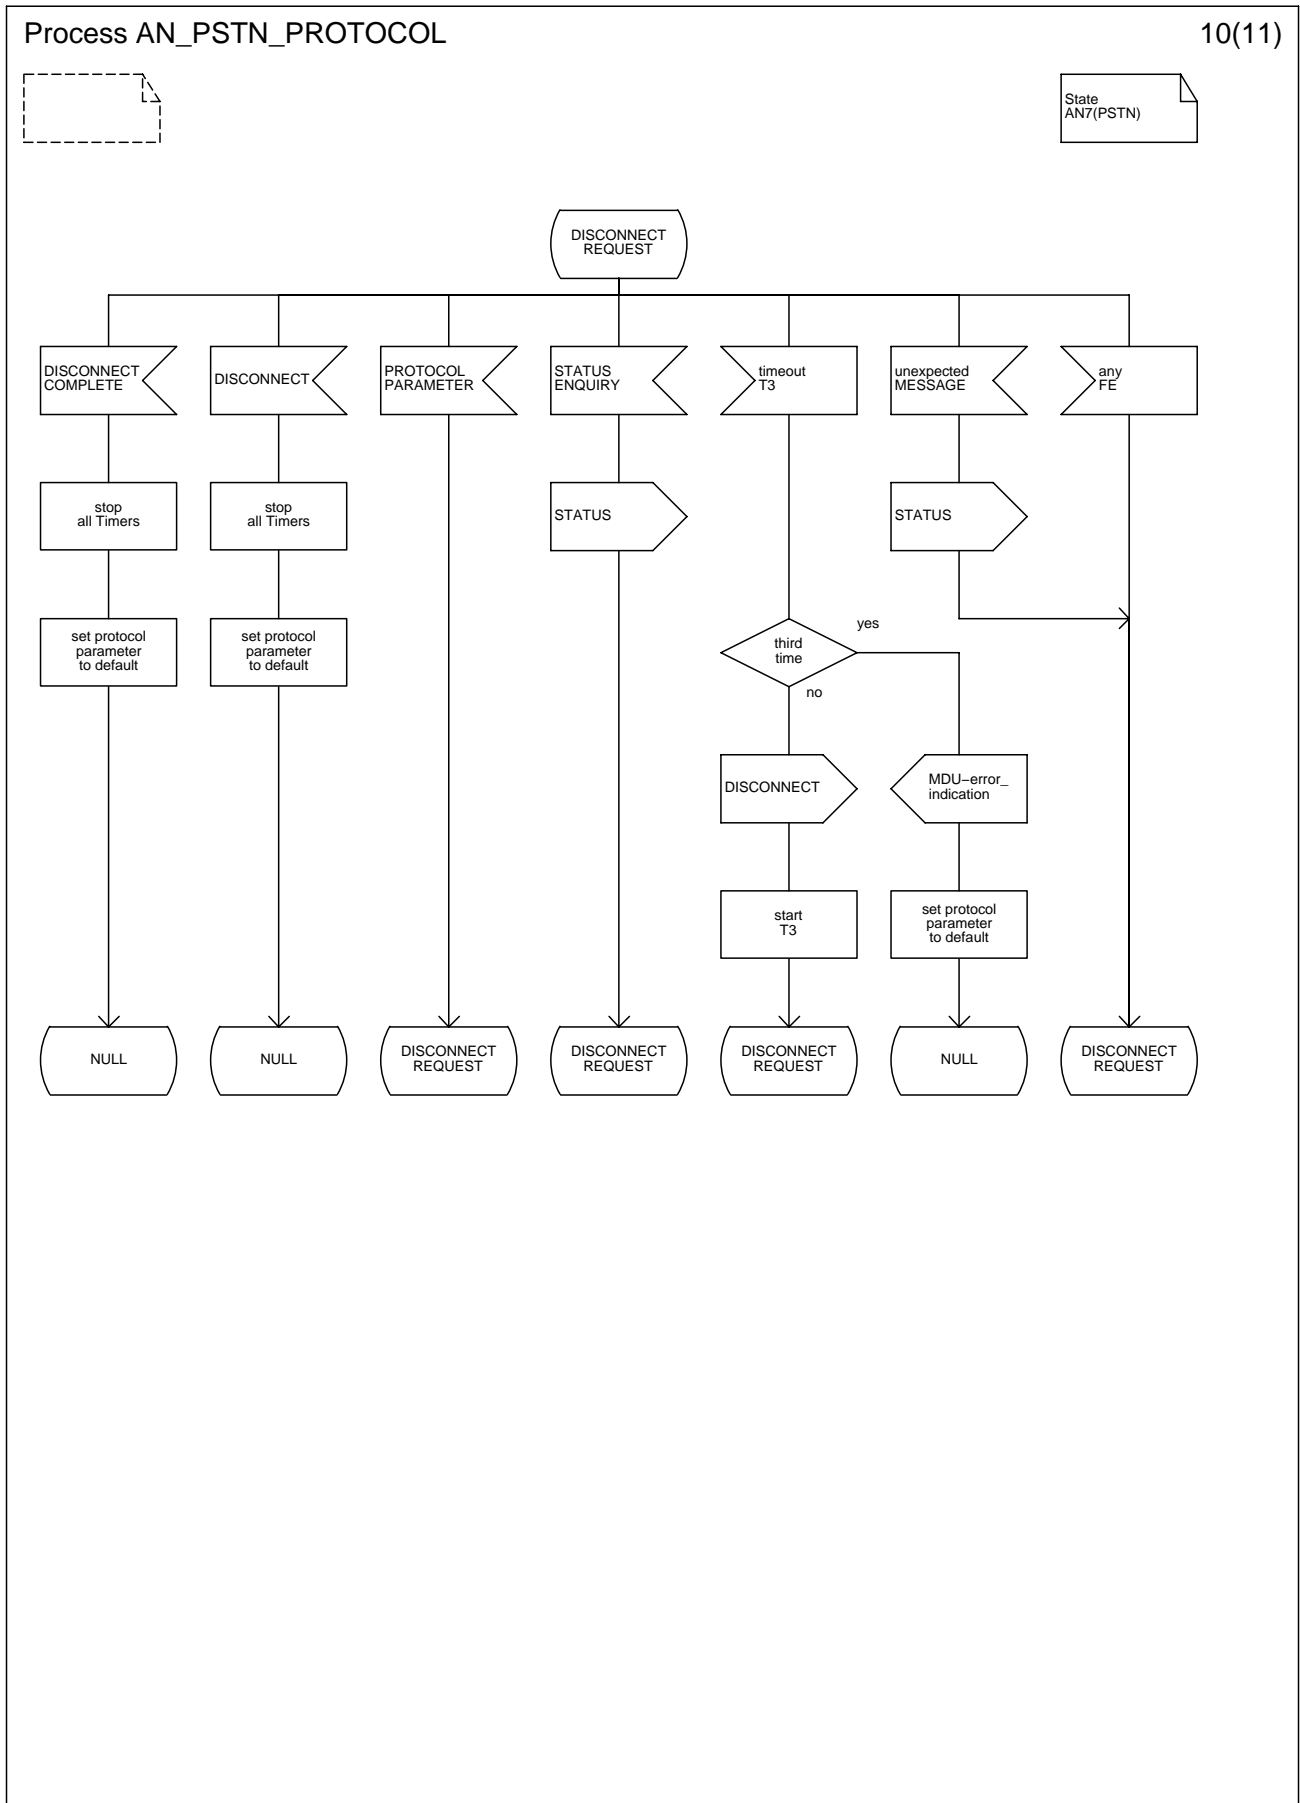 Process AN_PSTN_PROTOCOL
10(11)
State
AN7(PSTN)
DISCONNECT
REQUEST
DISCONNECT
COMPLETE
DISCONNECT
PROTOCOL
PARAMETER
STATUS
ENQUIRY
timeout
T3
unexpected
MESSAGE
any
FE
stop
all Timers
stop
all Timers
STATUS
STATUS
set protocol
parameter
to default
set protocol
parameter
to default
third
time
yes
no
DISCONNECT
MDU−error_
indication
start
T3
set protocol
parameter
to default
NULL
NULL
DISCONNECT
REQUEST
DISCONNECT
REQUEST
DISCONNECT
REQUEST
NULL
DISCONNECT
REQUEST